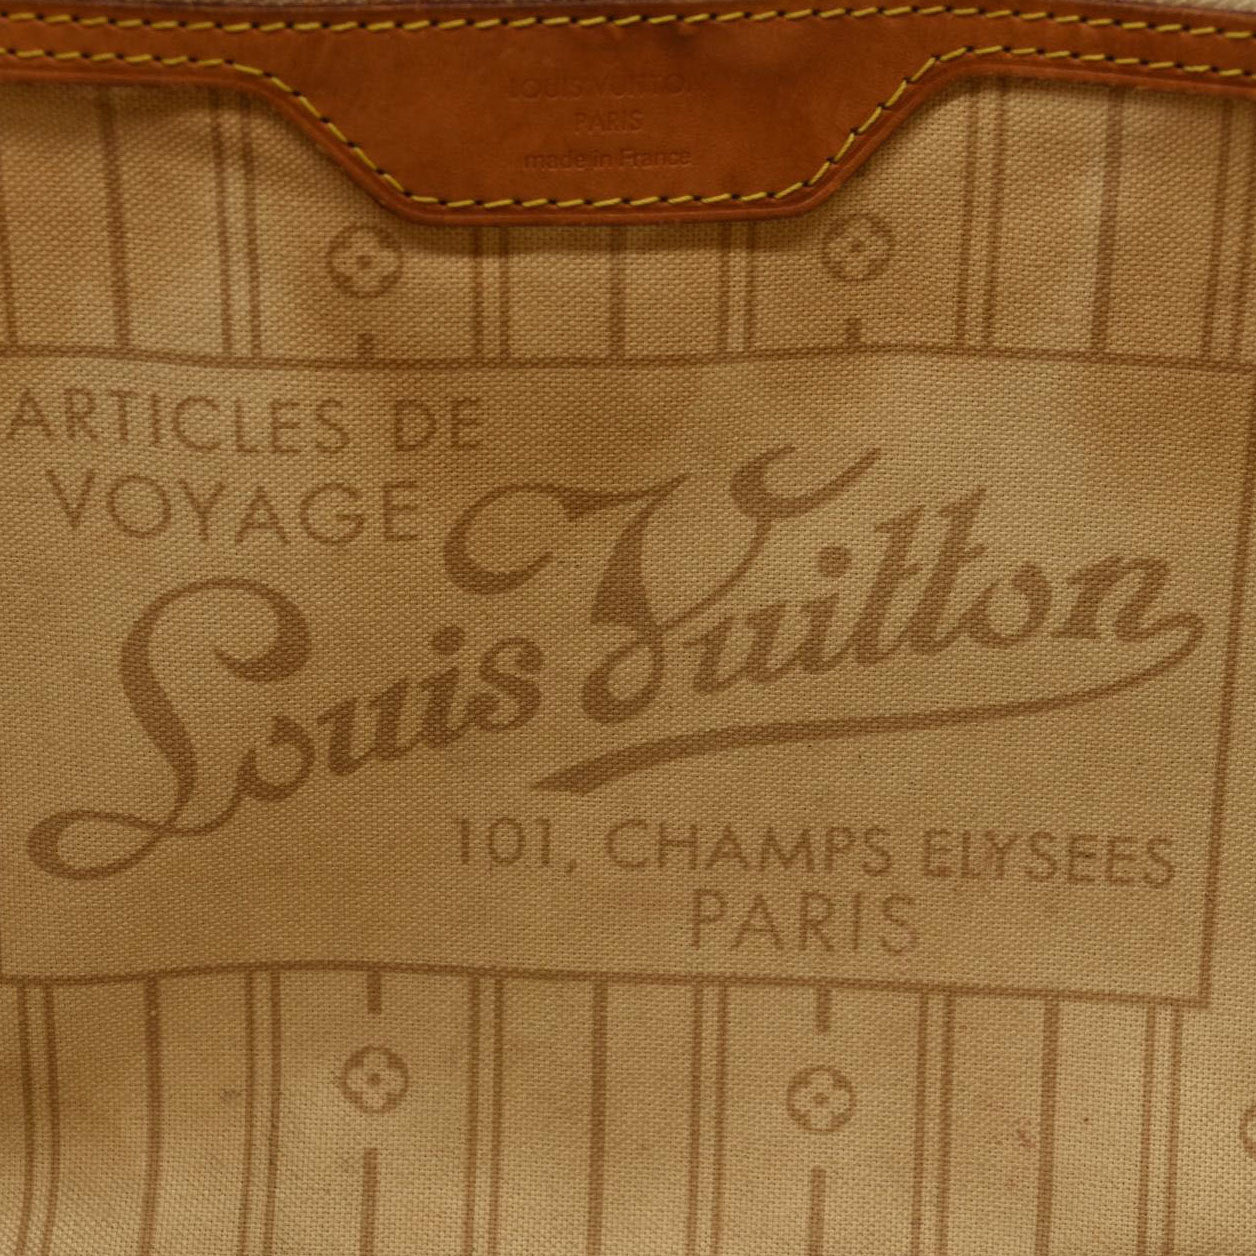 LOUIS VUITTON
PARIS
made in France
ARTICLES DE
VOYAGE
Louis Vuitton
101, CHAMPS ELYSEES
PARIS